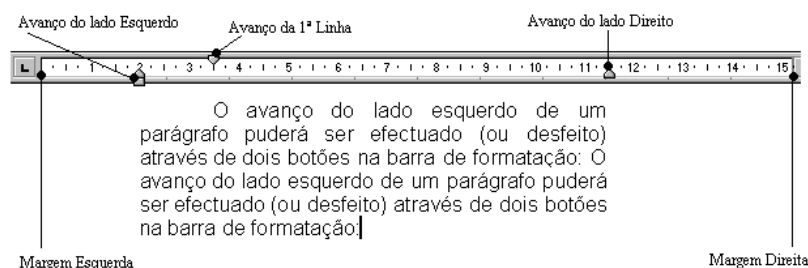 Avanço do lado Esquerdo
Avanço da 1ª Linha
Avanço do lado Direito
L 1 2 3 4 5 6 7 8 9 10 11 12 13 14 15
O avanço do lado esquerdo de um
parágrafo puderá ser efectuado (ou desfeito)
através de dois botões na barra de formatação: O
avanço do lado esquerdo de um parágrafo puderá
ser efectuado (ou desfeito) através de dois botões
na barra de formatação:
Margem Esquerda
Margem Direita